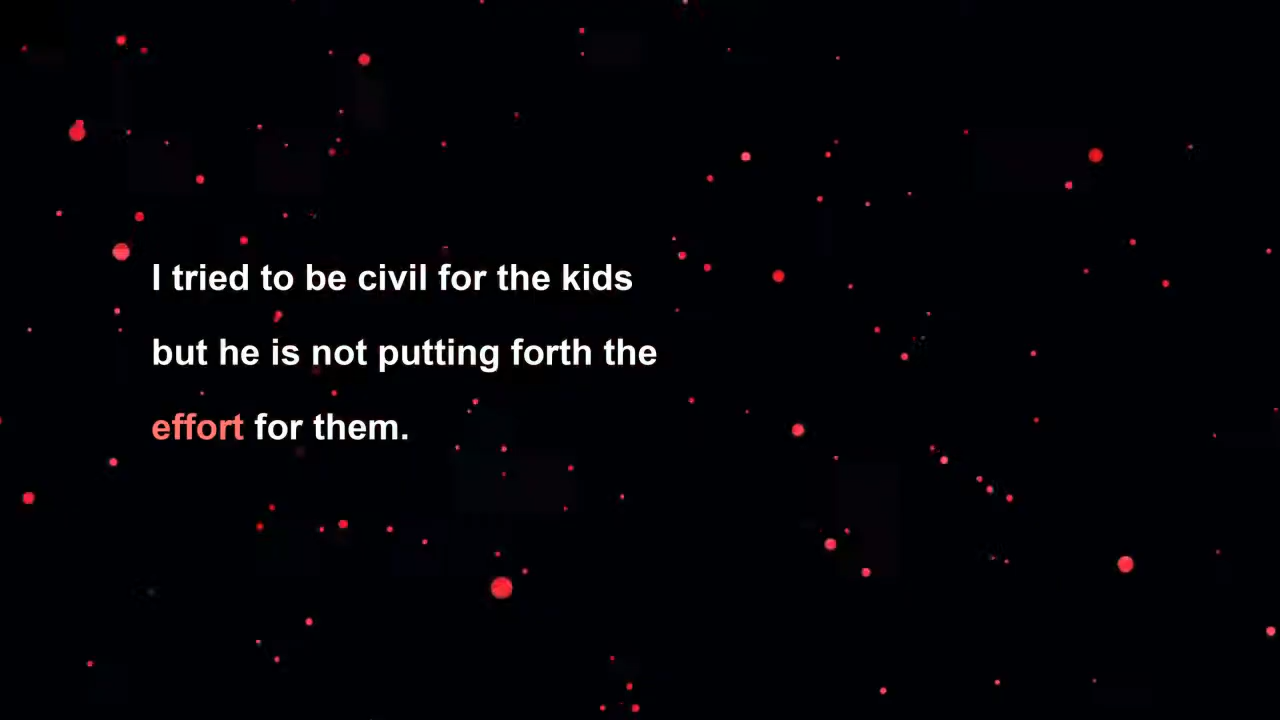 I tried to be civil for the kids
but he is not putting forth the
effort for them.